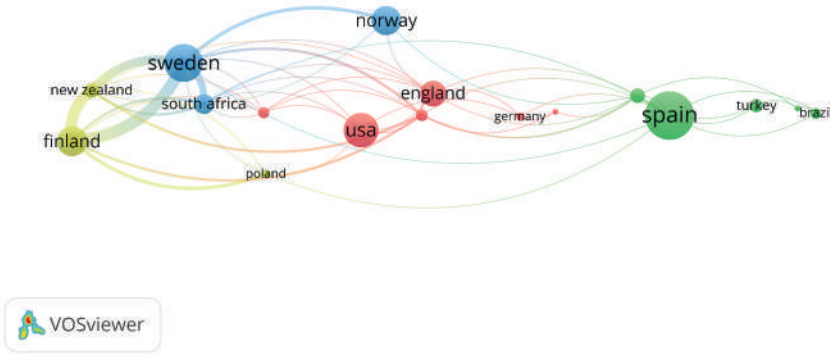 norway
sweden
new zealand
south africa
england
usa
germany
finland
poland
spain
turkey
brazi
VOSviewer